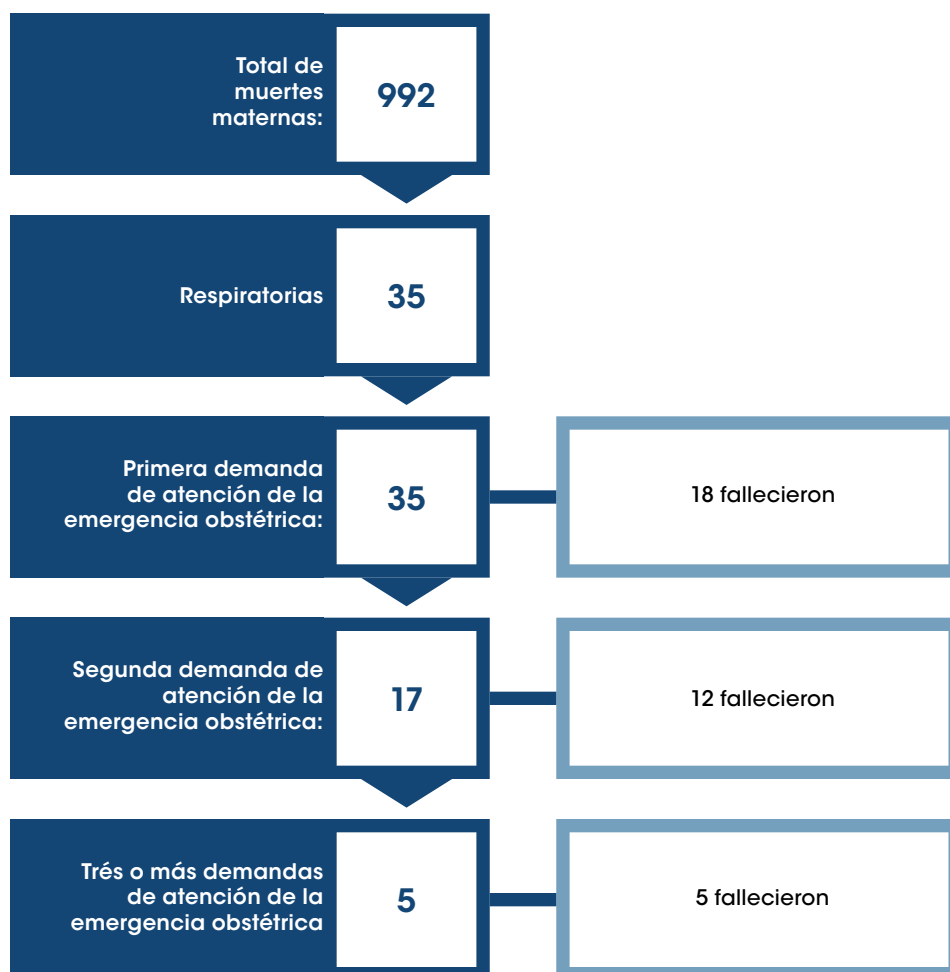 Total de
muertes
maternas:
992
Respiratorias
35
Primera demanda
de atención de la
emergencia obstétrica:
35
18 fallecieron
Segunda demanda de
atención de la
emergencia obstétrica:
17
12 fallecieron
Trés o más demandas
de atención de la
emergencia obstétrica
5
5 fallecieron